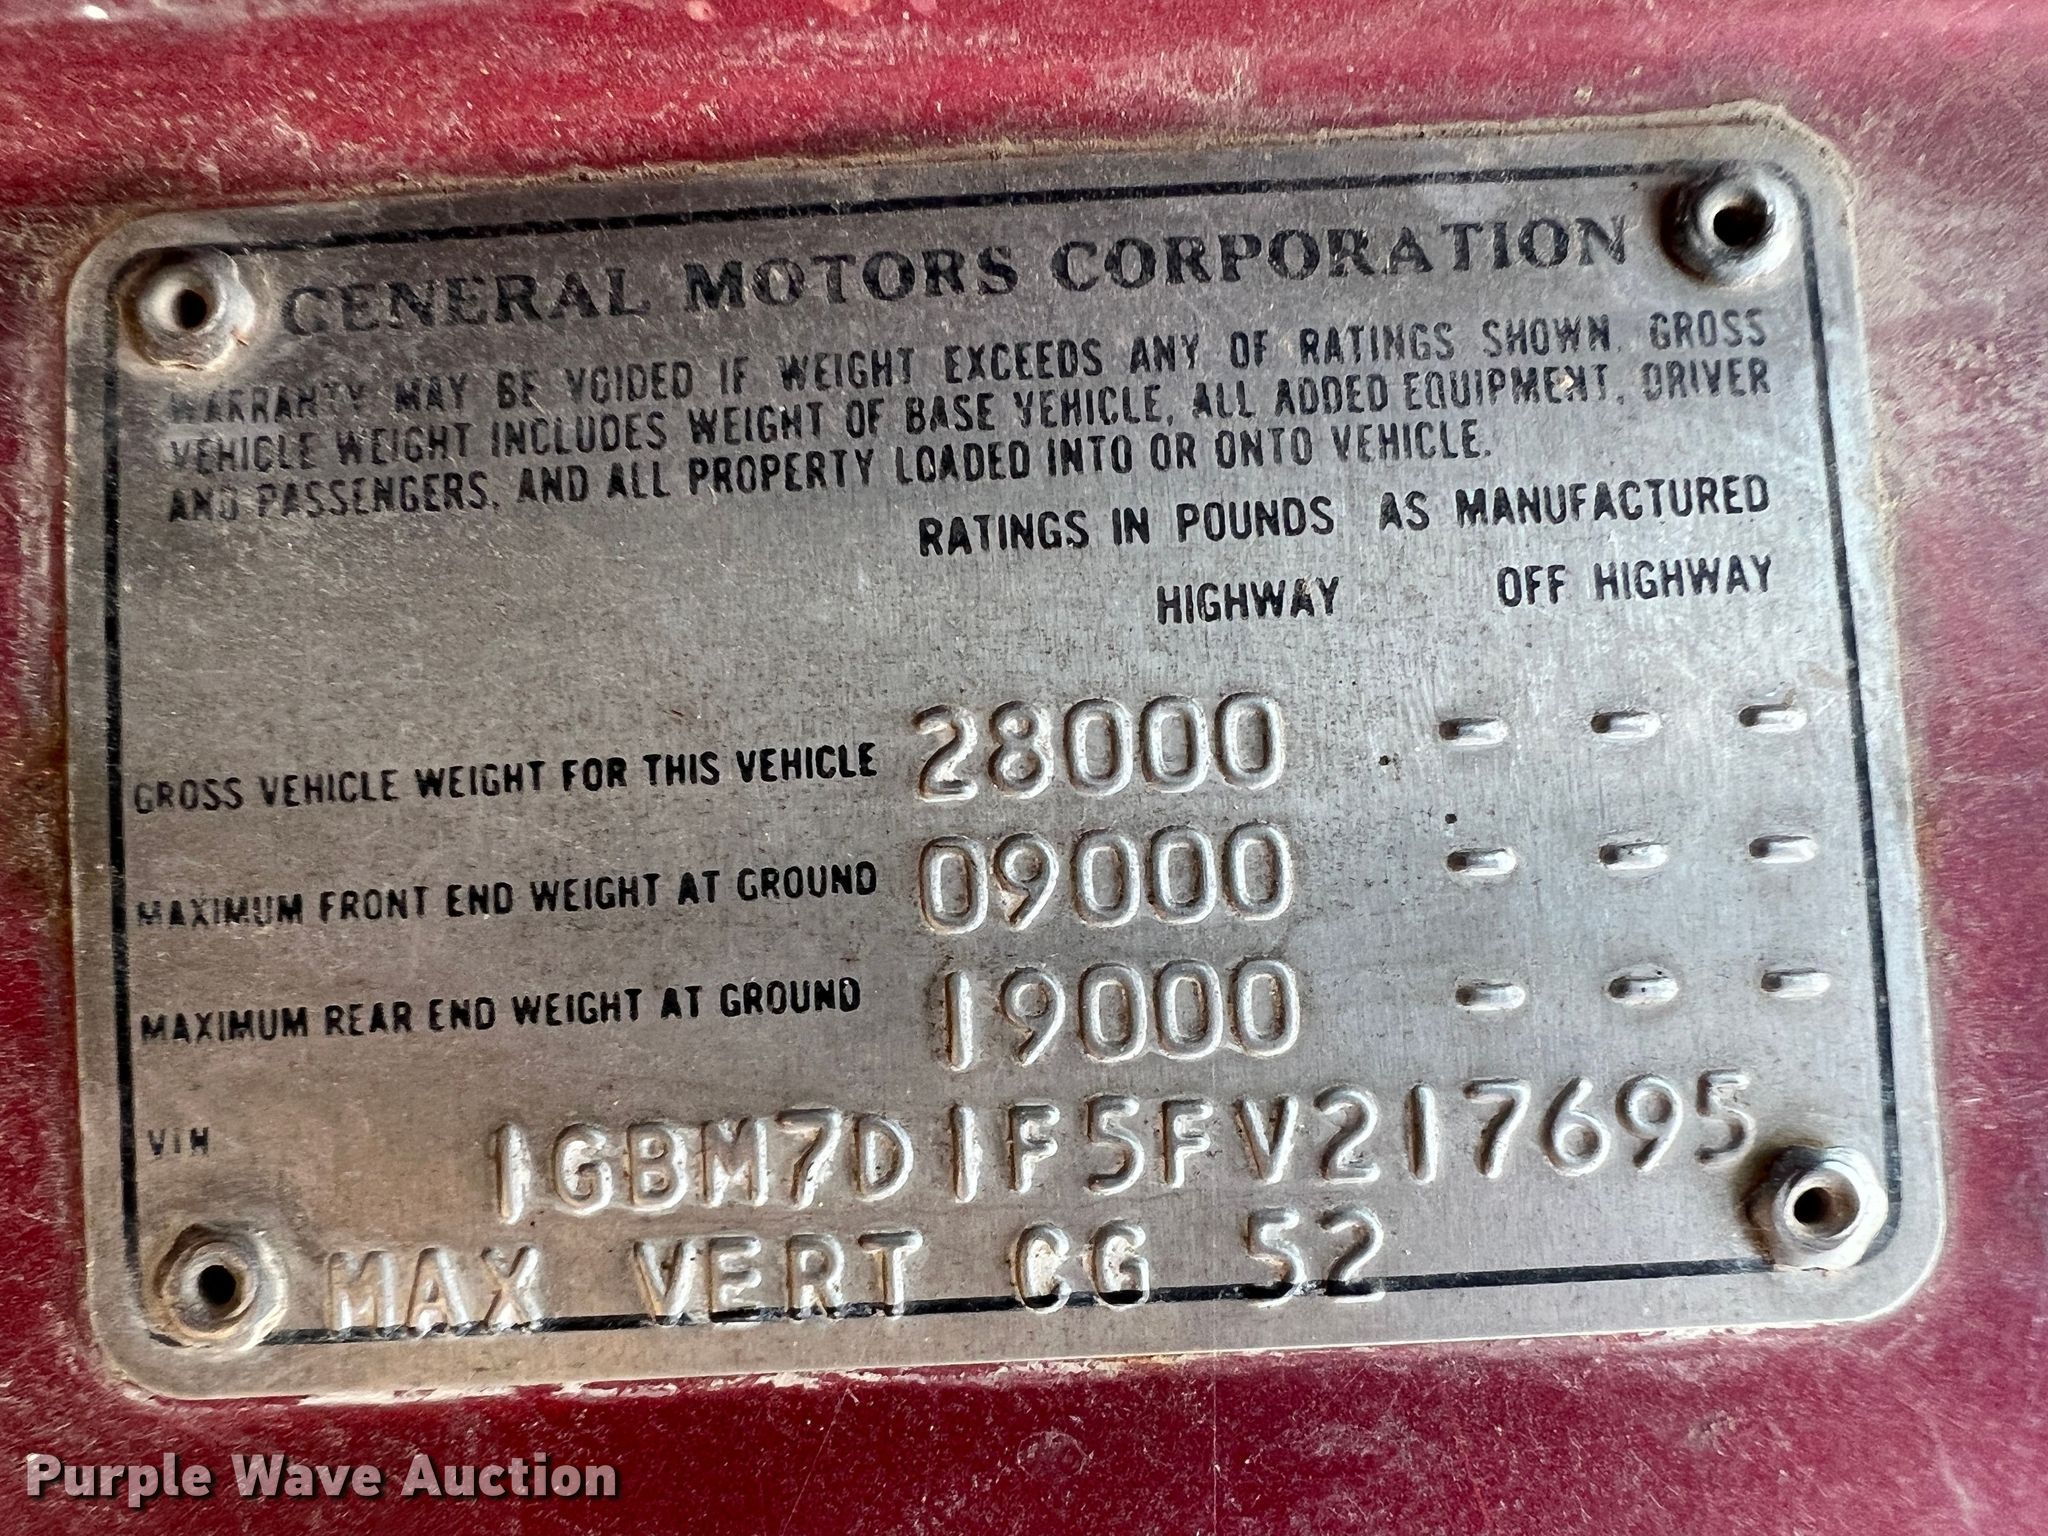 GENERAL MOTORS CORPORATION
WARRANTY MAY BE VOIDED IF WEIGHT EXCEEDS ANY OF RATINGS SHOWN. GROSS
VEHICLE WEIGHT INCLUDES WEIGHT OF BASE VEHICLE, ALL ADDED EQUIPMENT, DRIVER
AND PASSENGERS, AND ALL PROPERTY LOADED INTO OR ONTO VEHICLE.
RATINGS IN POUNDS AS MANUFACTURED
HIGHWAY OFF HIGHWAY
GROSS VEHICLE WEIGHT FOR THIS VEHICLE 28000 - - -
MAXIMUM FRONT END WEIGHT AT GROUND 09000 - - -
MAXIMUM REAR END WEIGHT AT GROUND 19000 - - -
VIN 1GBM7D1F5FV217695
MAX VERT CG 52
Purple Wave Auction